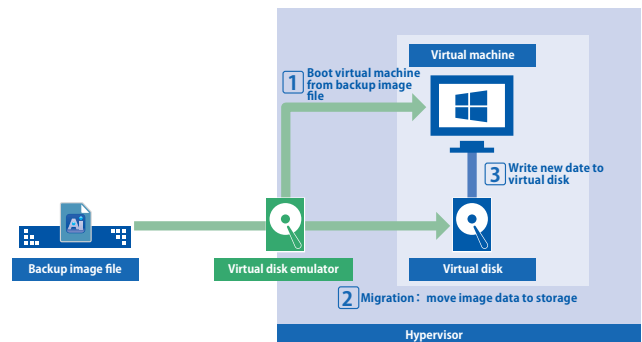 Virtual machine
1 Boot virtual machine
from backup image
file
3 Write new date to
virtual disk
Ai
Backup image file
Virtual disk emulator
Virtual disk
2 Migration: move image data to storage
Hypervisor